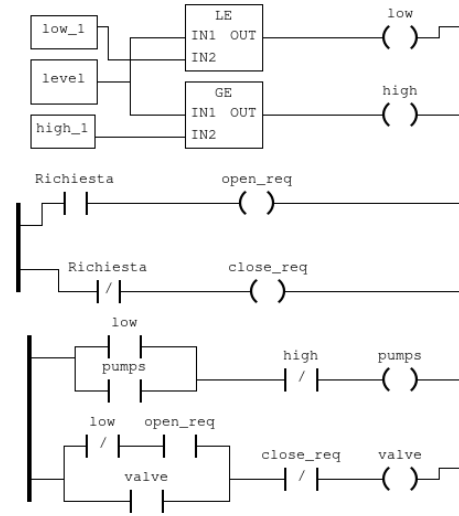 LE
low
low_1
IN1 OUT
IN2
level
GE
high
IN1 OUT
high_1
IN2
Richiesta
open_req
Richiesta
close_req
/
low
high
pumps
pumps
/
low
open_req
/
close_req
valve
valve
/